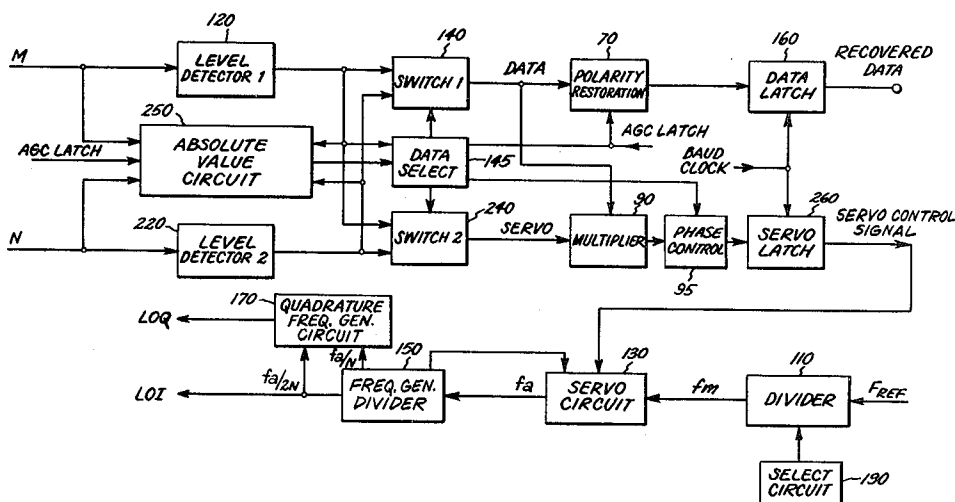 120
140
70
160
M
LEVEL
DETECTOR 1
SWITCH 1
DATA
POLARITY
RESTORATION
DATA
LATCH
RECOVERED
DATA
250
AGC LATCH
ABSOLUTE
VALUE
CIRCUIT
DATA
SELECT
145
AGC LATCH
BAUD
CLOCK
240
90
260
N
220
LEVEL
DETECTOR 2
SWITCH 2
SERVO
MULTIPLIER
PHASE
CONTROL
95
SERVO
LATCH
SERVO CONTROL
SIGNAL
170
QUADRATURE
FREQ. GEN.
CIRCUIT
LOQ
fa/N
150
130
110
fa/2N
LOI
FREQ. GEN.
DIVIDER
fa
SERVO
CIRCUIT
fm
DIVIDER
FREF
SELECT
CIRCUIT
190